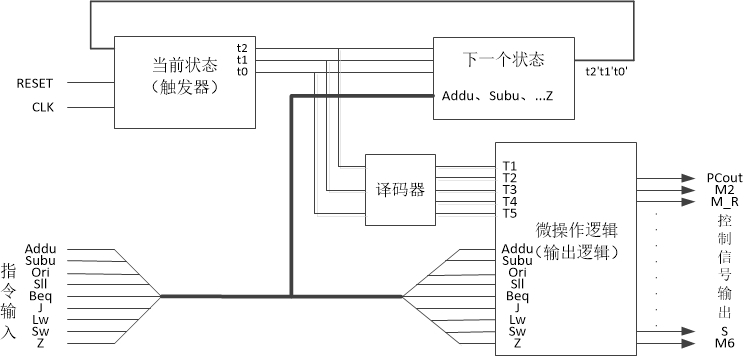 当前状态
（触发器）
t2
t1
t0
RESET
CLK
下一个状态
Addu、Subu、...Z
t2't1't0'
译码器
T1
T2
T3
T4
T5
微操作逻辑
（输出逻辑）
Addu
Subu
Ori
Sll
Beq
J
Lw
Sw
Z
PCout
M2
M_R
控制信号输出
S
M6
指令输入
Addu
Subu
Ori
Sll
Beq
J
Lw
Sw
Z